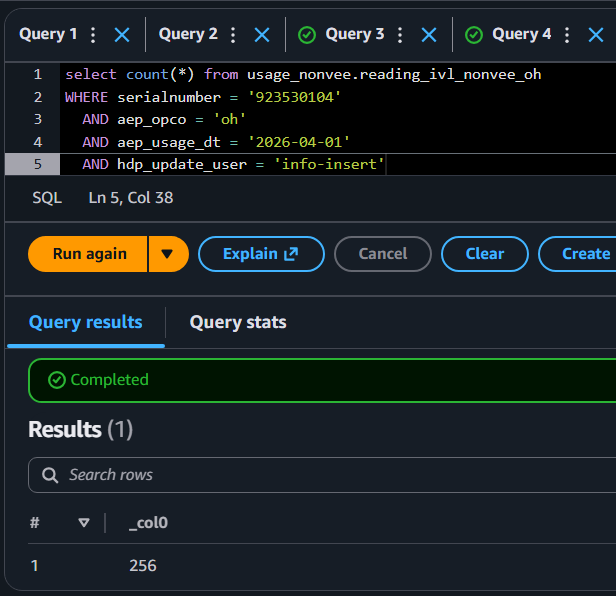 Query 1 Query 2 Query 3 Query 4
1 select count(*) from usage_nonvee.reading_ivl_nonvee_oh
2 WHERE serialnumber = '923530104'
3 AND aep_opco = 'oh'
4 AND aep_usage_dt = '2026-04-01'
5 AND hdp_update_user = 'info-insert'
SQL Ln 5, Col 38
Run again Explain Cancel Clear Create
Query results Query stats
Completed
Results (1)
Search rows
# _col0
1 256